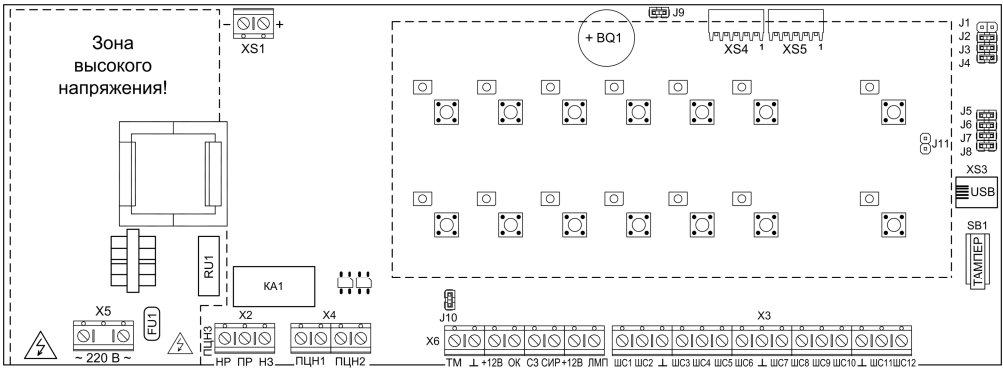 Зона
высокого
напряжения!
− +
XS1
J9
+ BQ1
XS4 1 XS5 1
J1
J2
J3
J4
J5
J6
J7
J8
J11
XS3
USB
SB1
ТАМПЕР
RU1
KA1
X5
FU1
~ 220 В ~
ПЦН3
X2
НР ПР НЗ
X4
ПЦН1 ПЦН2
J10
X6
ТМ ⊥ +12В ОК СЗ СИР +12В ЛМП
X3
ШС1 ШС2 ⊥ ШС3 ШС4 ШС5 ШС6 ⊥ ШС7 ШС8 ШС9 ШС10 ⊥ ШС11 ШС12